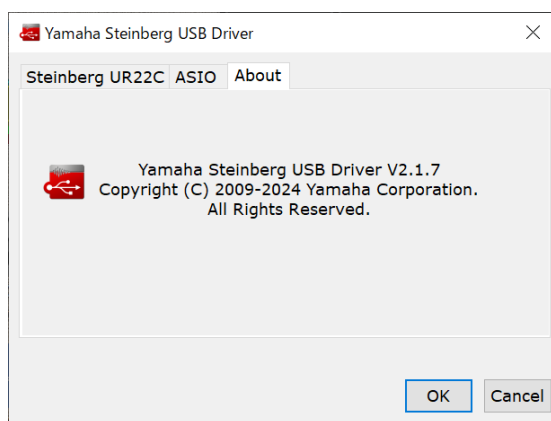 Yamaha Steinberg USB Driver
Steinberg UR22C ASIO About
Yamaha Steinberg USB Driver V2.1.7
Copyright (C) 2009-2024 Yamaha Corporation.
All Rights Reserved.
OK Cancel